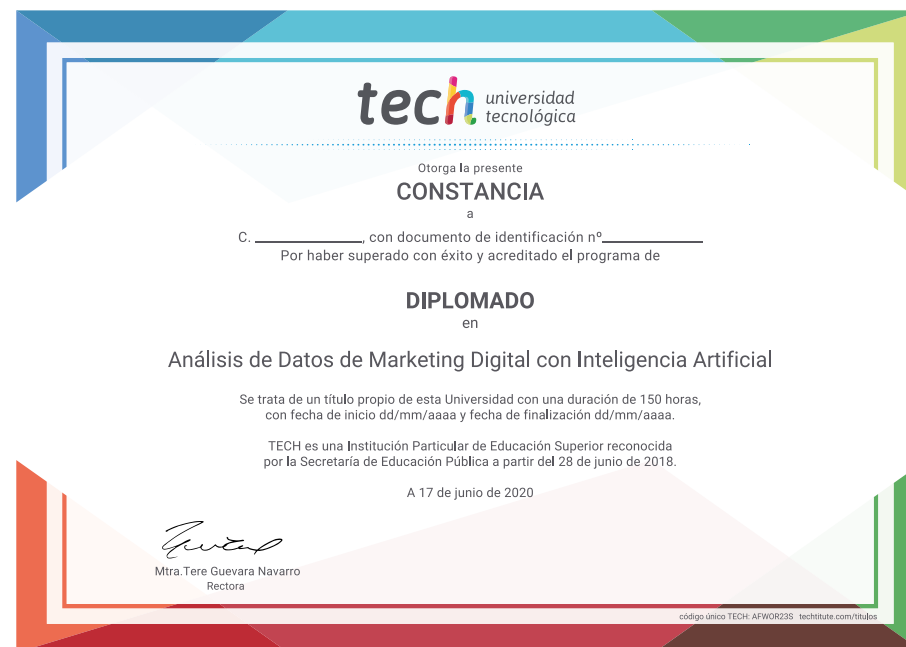 tech universidad
tecnológica
Otorga la presente
CONSTANCIA
a
C. ______________, con documento de identificación nº______________
Por haber superado con éxito y acreditado el programa de
DIPLOMADO
en
Análisis de Datos de Marketing Digital con Inteligencia Artificial
Se trata de un título propio de esta Universidad con una duración de 150 horas,
con fecha de inicio dd/mm/aaaa y fecha de finalización dd/mm/aaaa.
TECH es una Institución Particular de Educación Superior reconocida
por la Secretaría de Educación Pública a partir del 28 de junio de 2018.
A 17 de junio de 2020
Mtra.Tere Guevara Navarro
Rectora
código único TECH: AFWOR23S techtitute.com/titulos